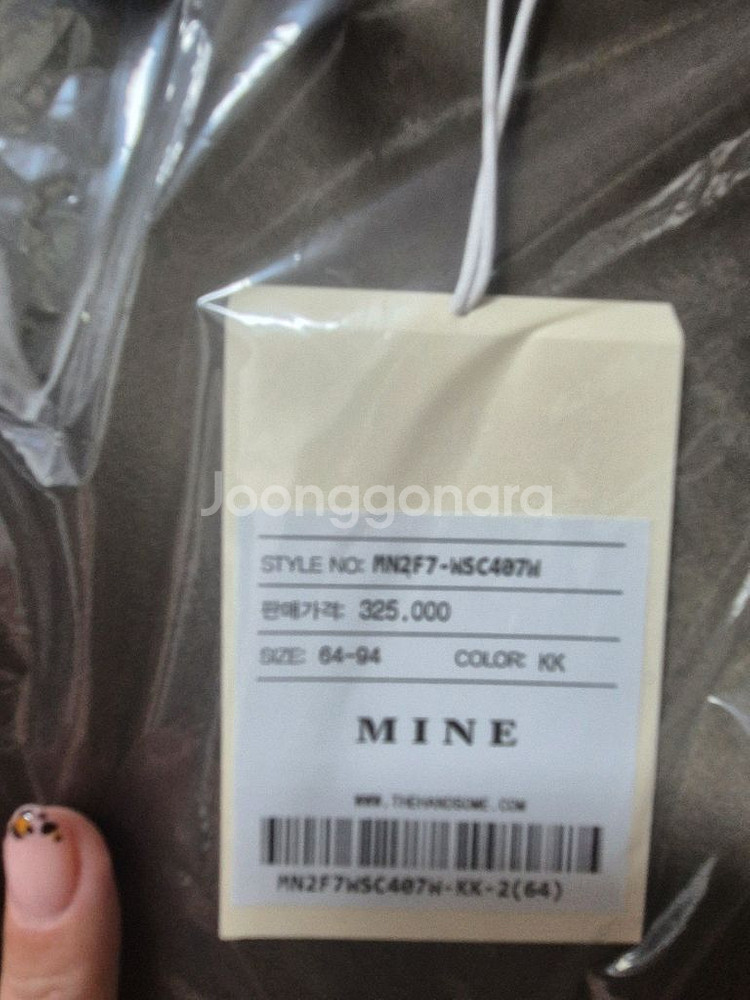 Joonggonara
STYLE NO: MN2F7-WSC407W
판매가격: 325.000
SIZE: 64-94 COLOR: KK
MINE
WWW.THEHANDSOME.COM
MN2F7WSC407W-KK-2(64)